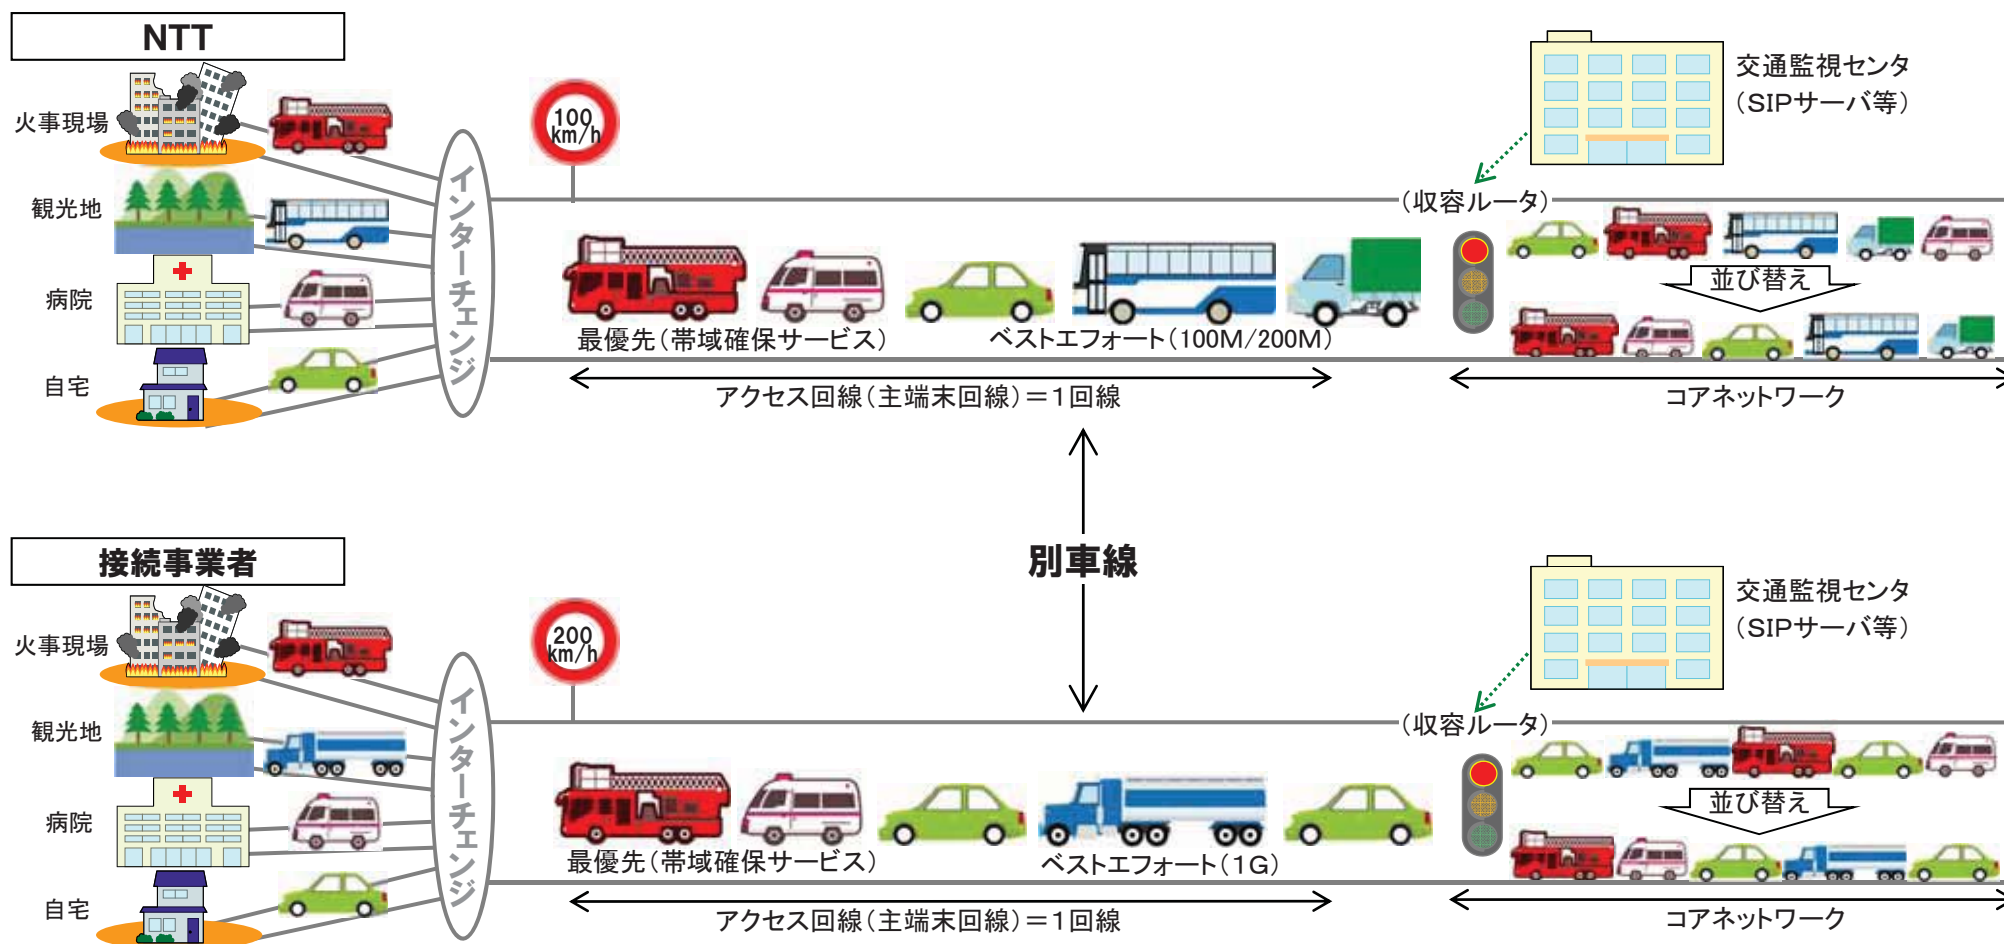 NTT
火事現場
観光地
病院
自宅
インターチェンジ
100
km/h
交通監視センタ
(SIPサーバ等)
(収容ルータ)
並び替え
最優先(帯域確保サービス)
ベストエフォート(100M/200M)
アクセス回線(主端末回線)=1回線
コアネットワーク
別車線
接続事業者
火事現場
観光地
病院
自宅
インターチェンジ
200
km/h
交通監視センタ
(SIPサーバ等)
(収容ルータ)
並び替え
最優先(帯域確保サービス)
ベストエフォート(1G)
アクセス回線(主端末回線)=1回線
コアネットワーク